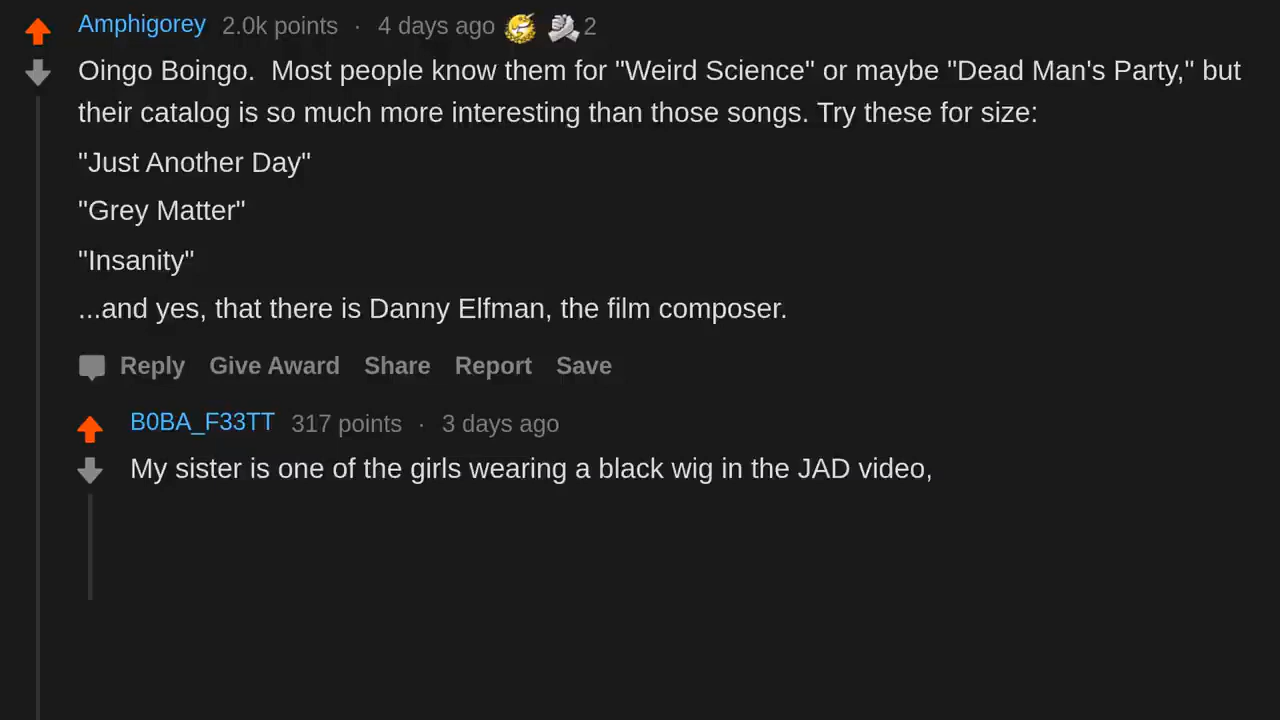 Amphigorey 2.0k points · 4 days ago 2
Oingo Boingo.  Most people know them for "Weird Science" or maybe "Dead Man's Party," but
their catalog is so much more interesting than those songs. Try these for size:
"Just Another Day"
"Grey Matter"
"Insanity"
...and yes, that there is Danny Elfman, the film composer.
Reply Give Award Share Report Save
B0BA_F33TT 317 points · 3 days ago
My sister is one of the girls wearing a black wig in the JAD video,